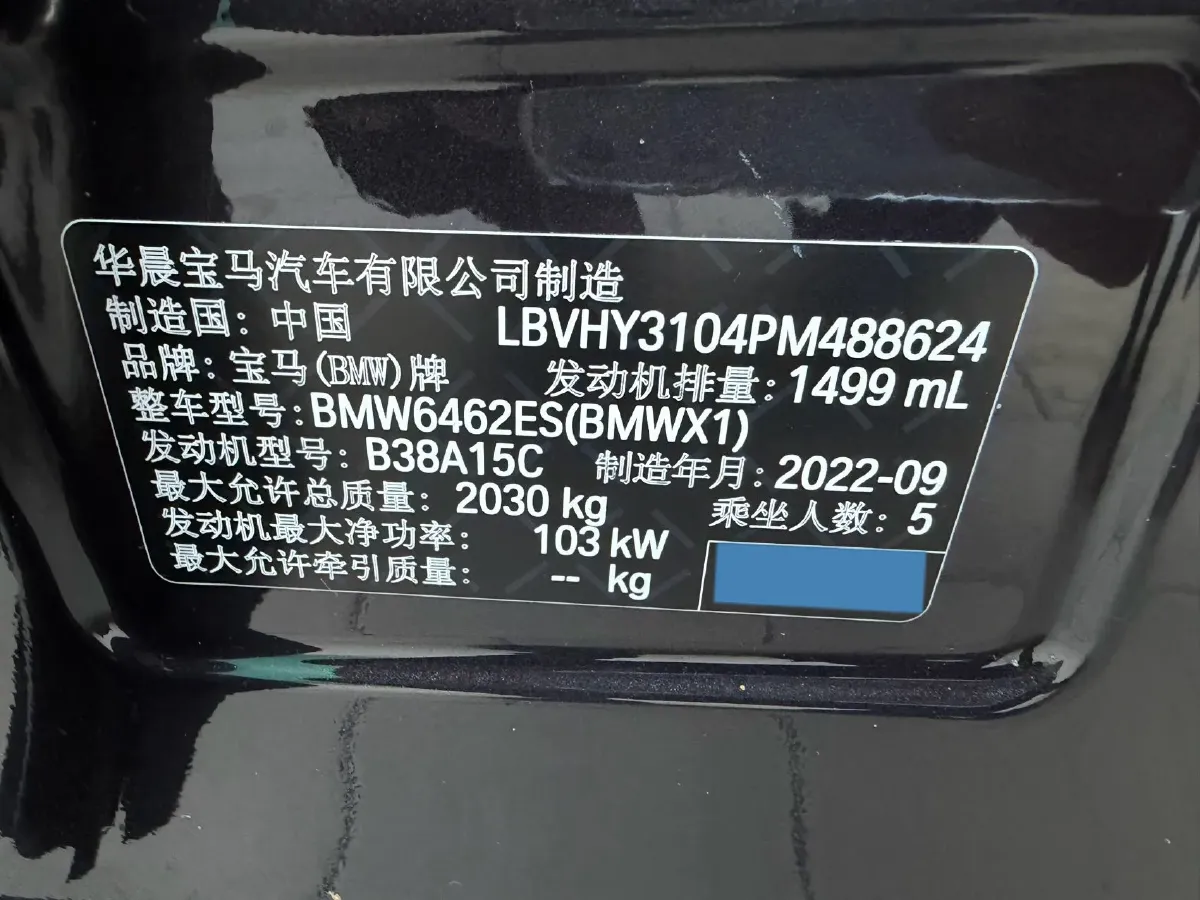 华晨宝马汽车有限公司制造
制造国：中国 LBVHY3104PM488624
品牌：宝马(BMW)牌 发动机排量：1499 mL
整车型号：BMW6462ES(BMWX1)
发动机型号：B38A15C 制造年月：2022-09
最大允许总质量：2030 kg 乘坐人数：5
发动机最大净功率：103 kW
最大允许牵引质量：-- kg